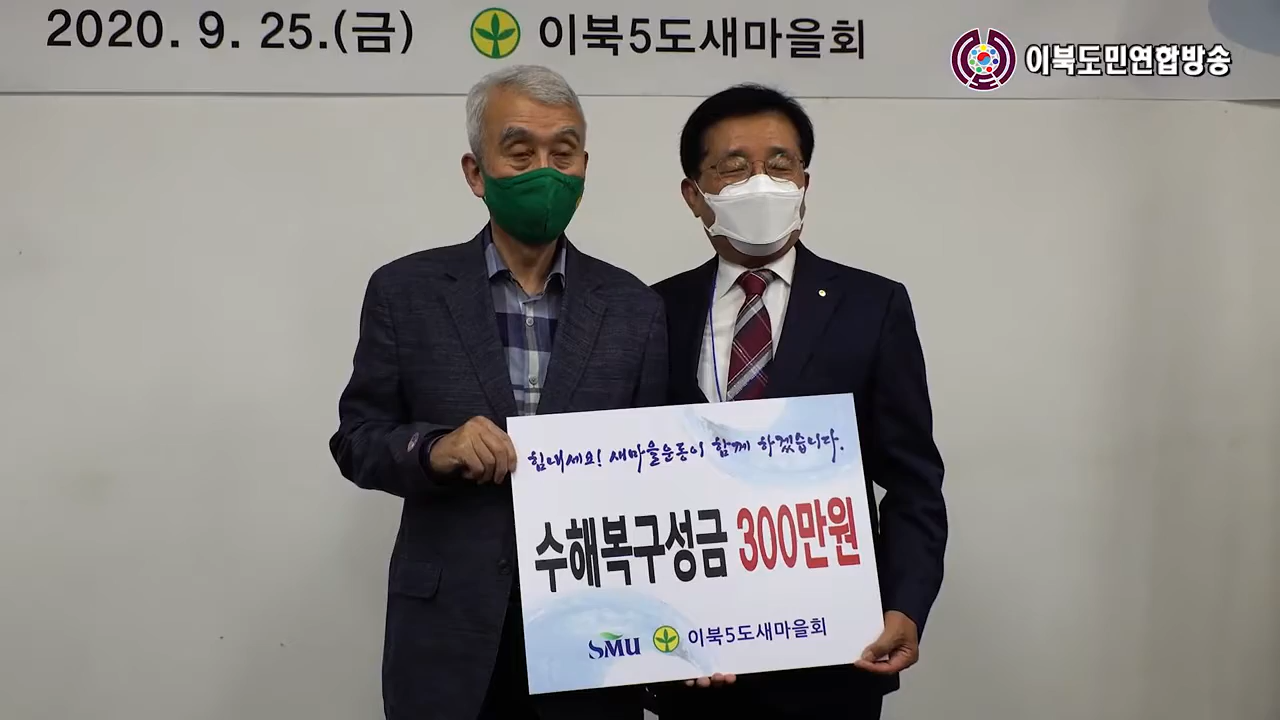 2020. 9. 25.(금) 이북5도새마을회
이북도민연합방송
힘내세요! 새마을운동이 함께 하겠습니다.
수해복구성금 300만원
SMU 이북5도새마을회